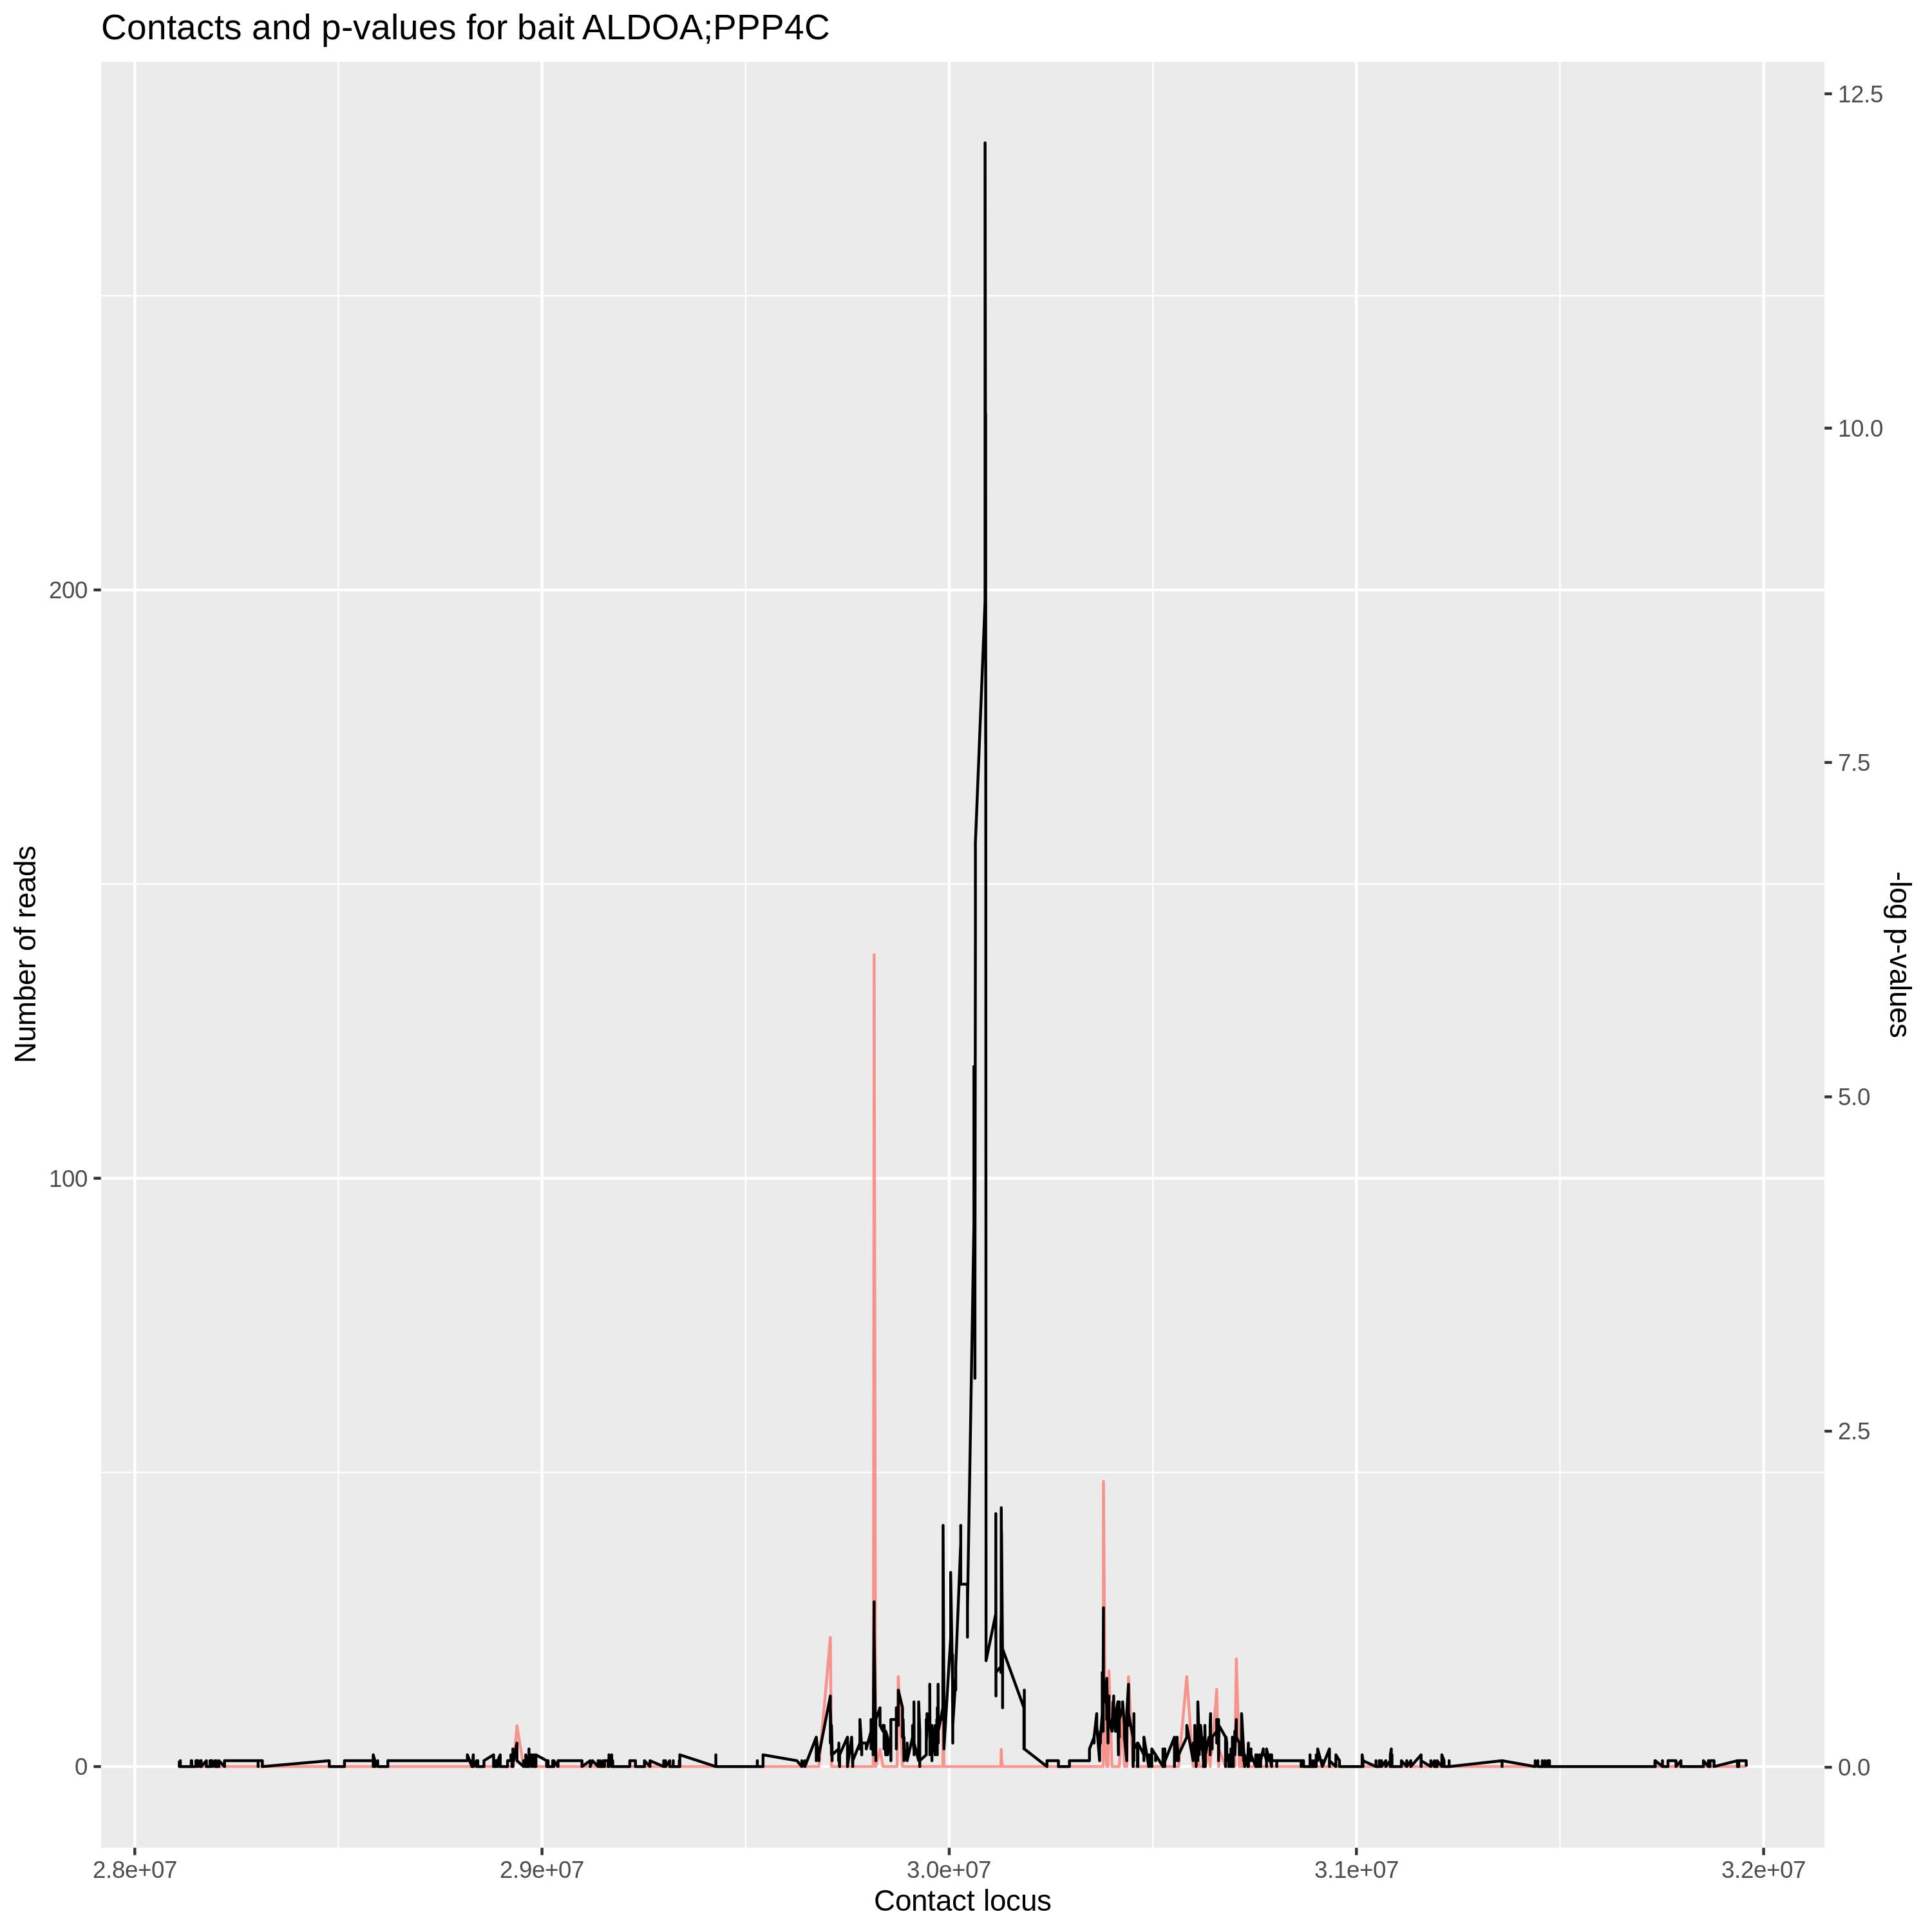 Contacts and p-values for bait ALDOA;PPP4C
12.5
10.0
200
7.5
Number of reads
-log p-values
5.0
100
2.5
0
0.0
2.8e+07
2.9e+07
3.0e+07
3.1e+07
3.2e+07
Contact locus